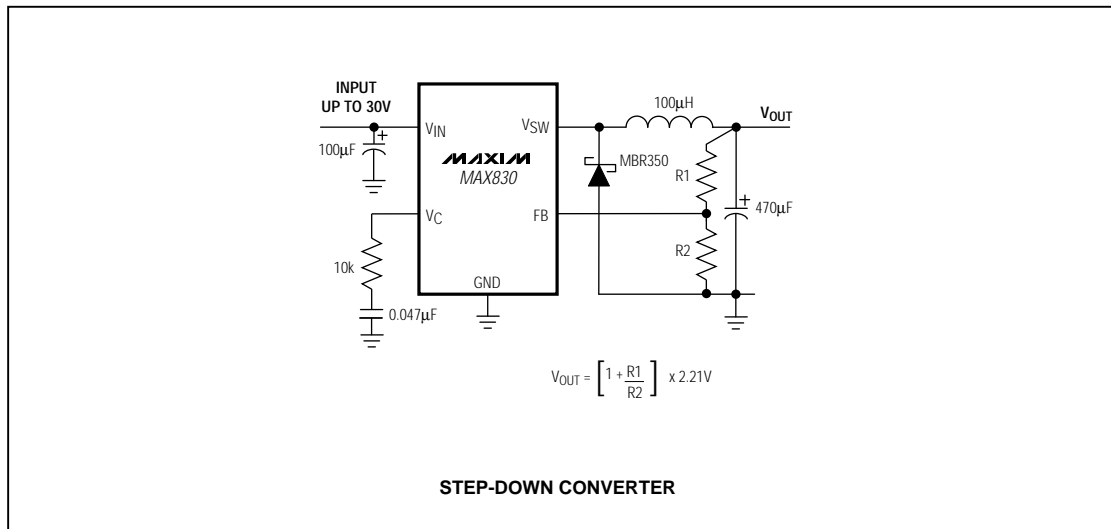 INPUT
UP TO 30V
100μF
VIN
VSW
100μH
VOUT
MAXIM
MAX830
MBR350
R1
470μF
VC
FB
R2
10k
GND
0.047μF
VOUT = [1 + R1/R2] x 2.21V
STEP-DOWN CONVERTER